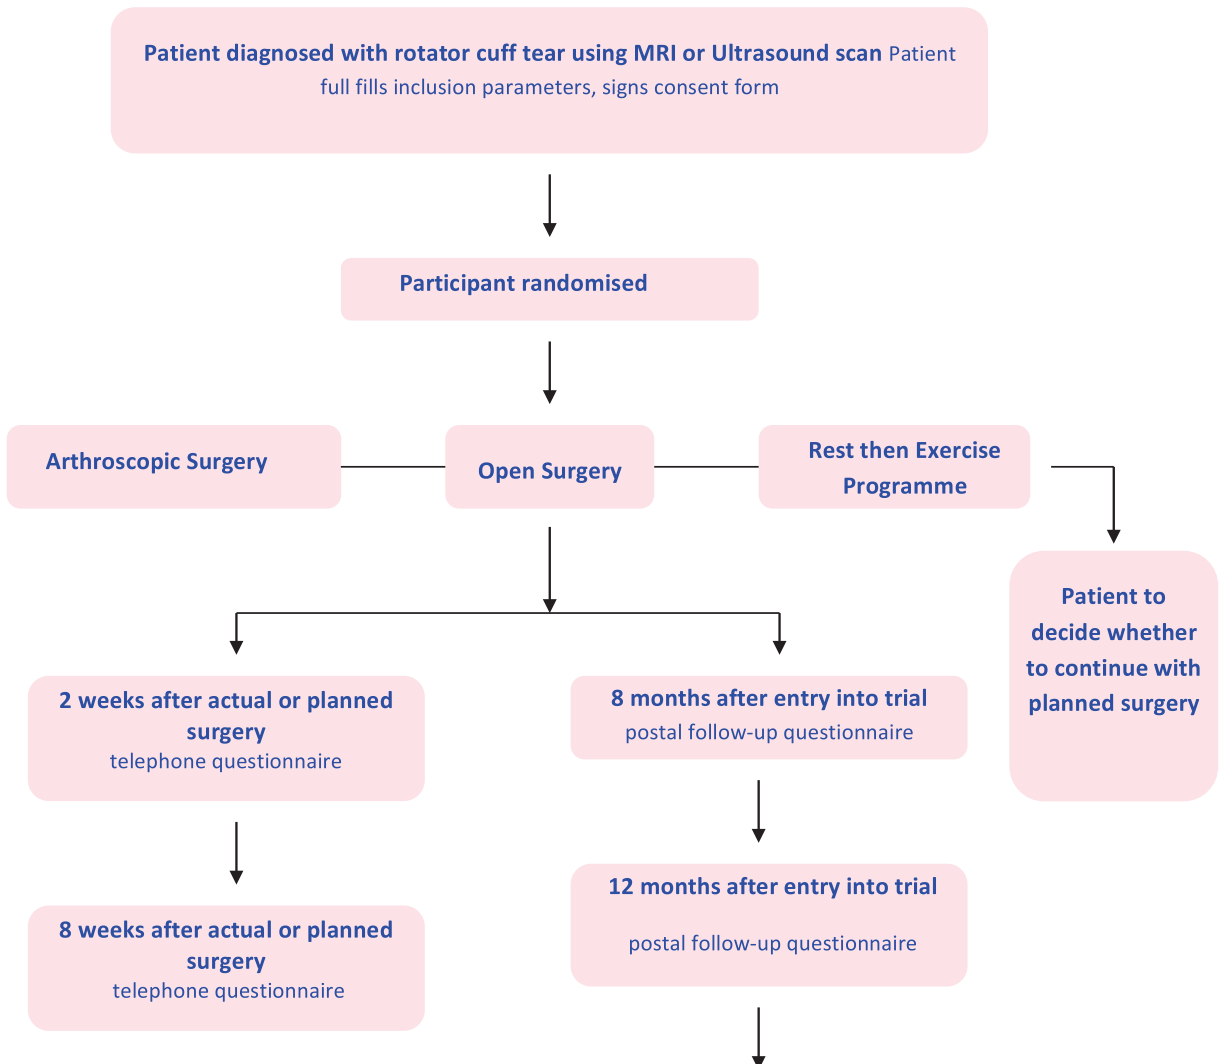 Patient diagnosed with rotator cuff tear using MRI or Ultrasound scan Patient
full fills inclusion parameters, signs consent form
Participant randomised
Arthroscopic Surgery
Open Surgery
Rest then Exercise
Programme
Patient to
decide whether
to continue with
planned surgery
2 weeks after actual or planned
surgery
telephone questionnaire
8 months after entry into trial
postal follow-up questionnaire
8 weeks after actual or planned
surgery
telephone questionnaire
12 months after entry into trial
postal follow-up questionnaire